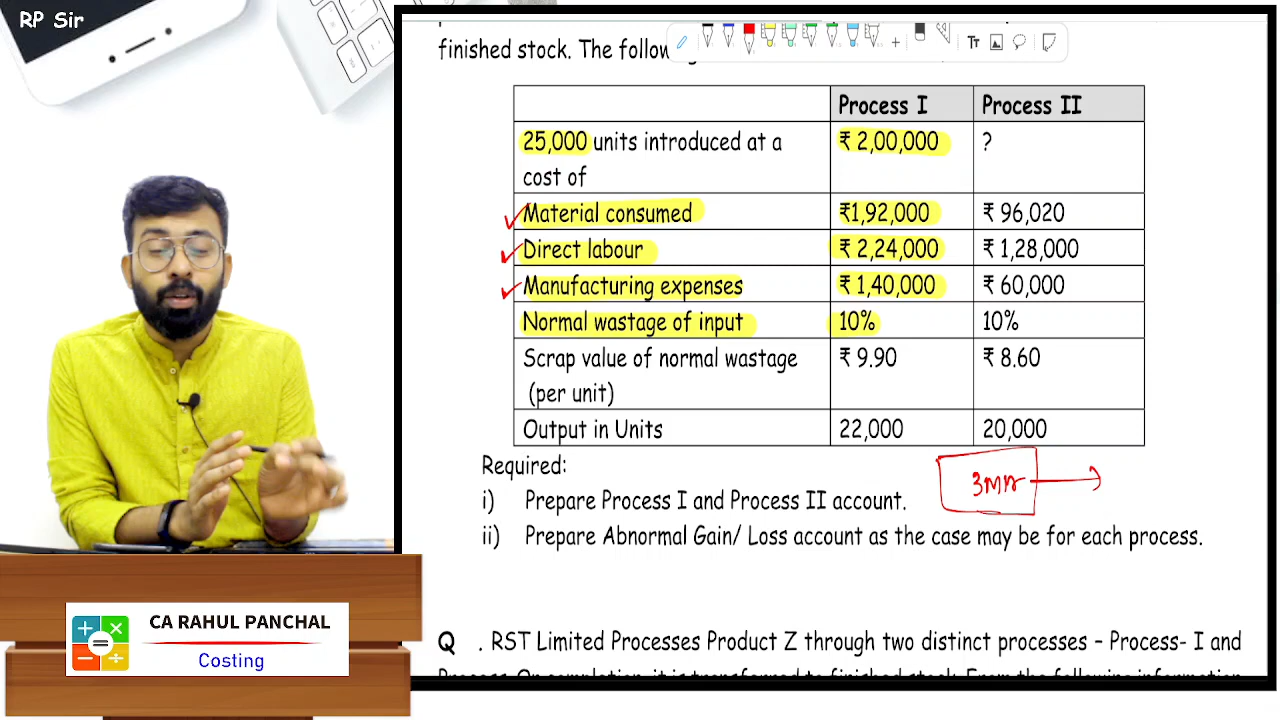 RP Sir
finished stock. The follow
Process I Process II
25,000 units introduced at a cost of ₹ 2,00,000 ?
Material consumed ₹1,92,000 ₹ 96,020
Direct labour ₹ 2,24,000 ₹ 1,28,000
Manufacturing expenses ₹ 1,40,000 ₹ 60,000
Normal wastage of input 10% 10%
Scrap value of normal wastage (per unit) ₹ 9.90 ₹ 8.60
Output in Units 22,000 20,000
Required:
i) Prepare Process I and Process II account.
ii) Prepare Abnormal Gain/ Loss account as the case may be for each process.
Q . RST Limited Processes Product Z through two distinct processes – Process- I and
CA RAHUL PANCHAL
Costing